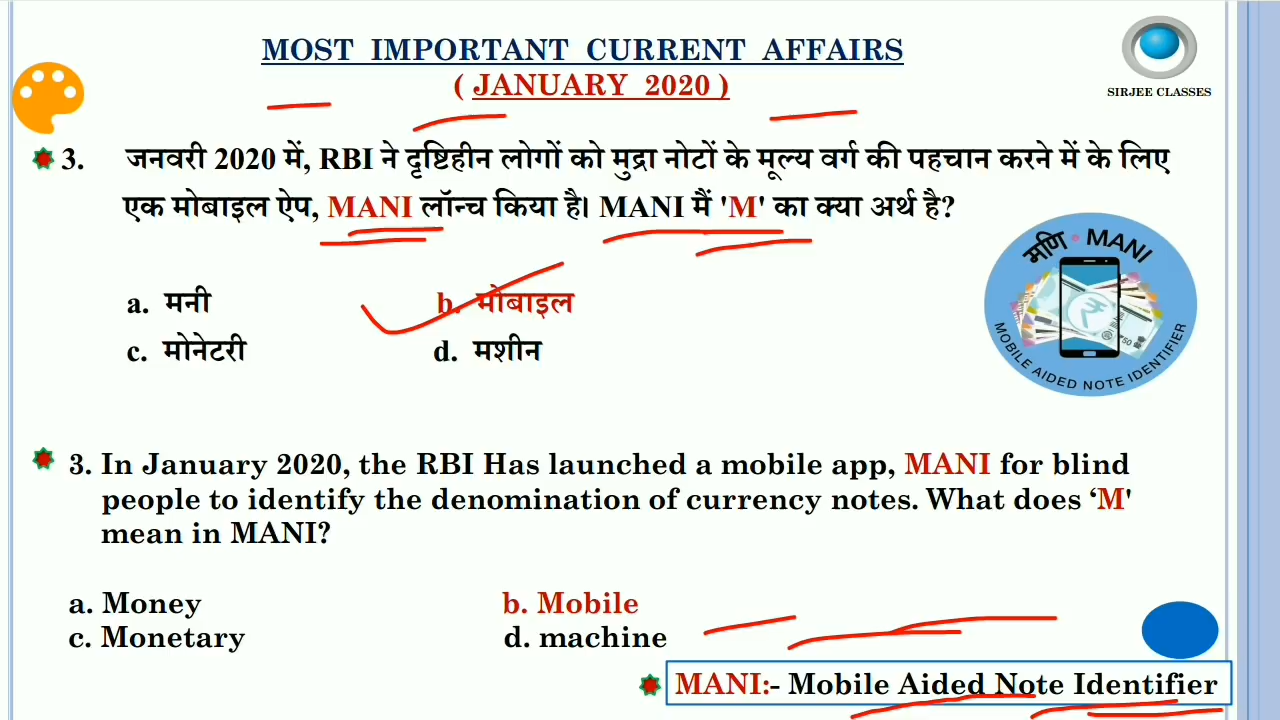 MOST IMPORTANT CURRENT AFFAIRS
( JANUARY 2020 )
SIRJEE CLASSES
3. जनवरी 2020 में, RBI ने दृष्टिहीन लोगों को मुद्रा नोटों के मूल्य वर्ग की पहचान करने में के लिए
एक मोबाइल ऐप, MANI लॉन्च किया है। MANI मैं 'M' का क्या अर्थ है?
मणि MANI
MOBILE AIDED NOTE IDENTIFIER
a. मनी b. मोबाइल
c. मोनेटरी d. मशीन
3. In January 2020, the RBI Has launched a mobile app, MANI for blind
people to identify the denomination of currency notes. What does ‘M'
mean in MANI?
a. Money b. Mobile
c. Monetary d. machine
MANI:- Mobile Aided Note Identifier